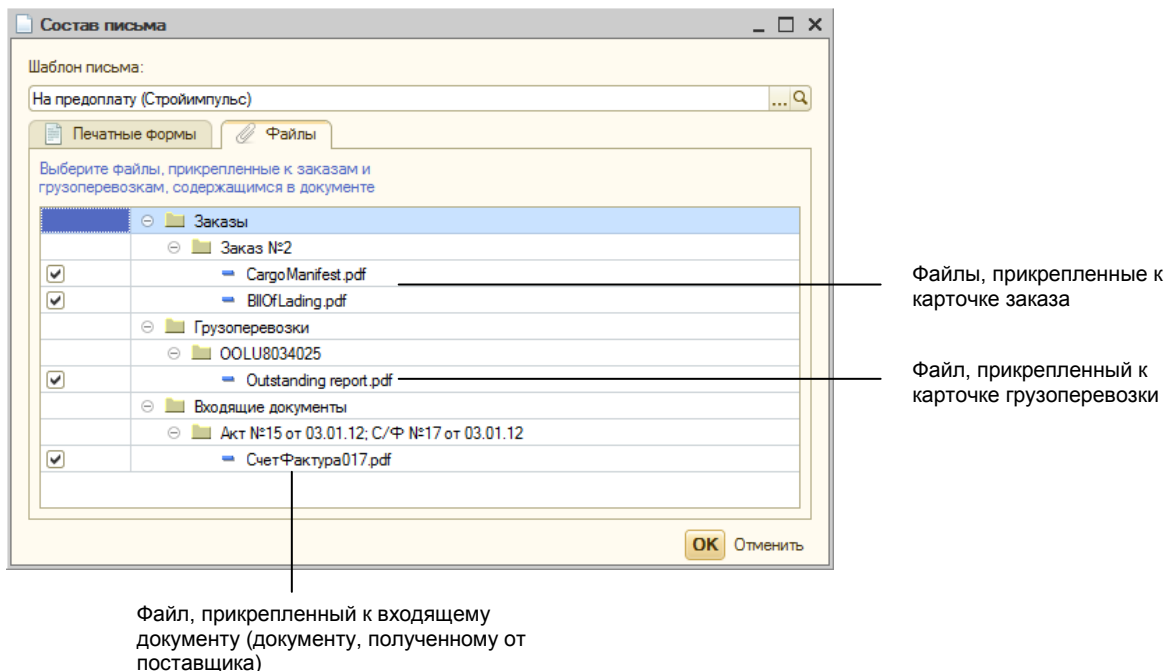 Состав письма
Шаблон письма:
На предоплату (Стройимпульс)
...
Печатные формы
Файлы
Выберите файлы, прикрепленные к заказам и
грузоперевозкам, содержащимся в документе
Заказы
Заказ №2
CargoManifest.pdf
BllOfLading.pdf
Грузоперевозки
OOLU8034025
Outstanding report.pdf
Входящие документы
Акт №15 от 03.01.12; С/Ф №17 от 03.01.12
СчетФактура017.pdf
OK Отменить
Файлы, прикрепленные к
карточке заказа
Файл, прикрепленный к
карточке грузоперевозки
Файл, прикрепленный к входящему
документу (документу, полученному от
поставщика)